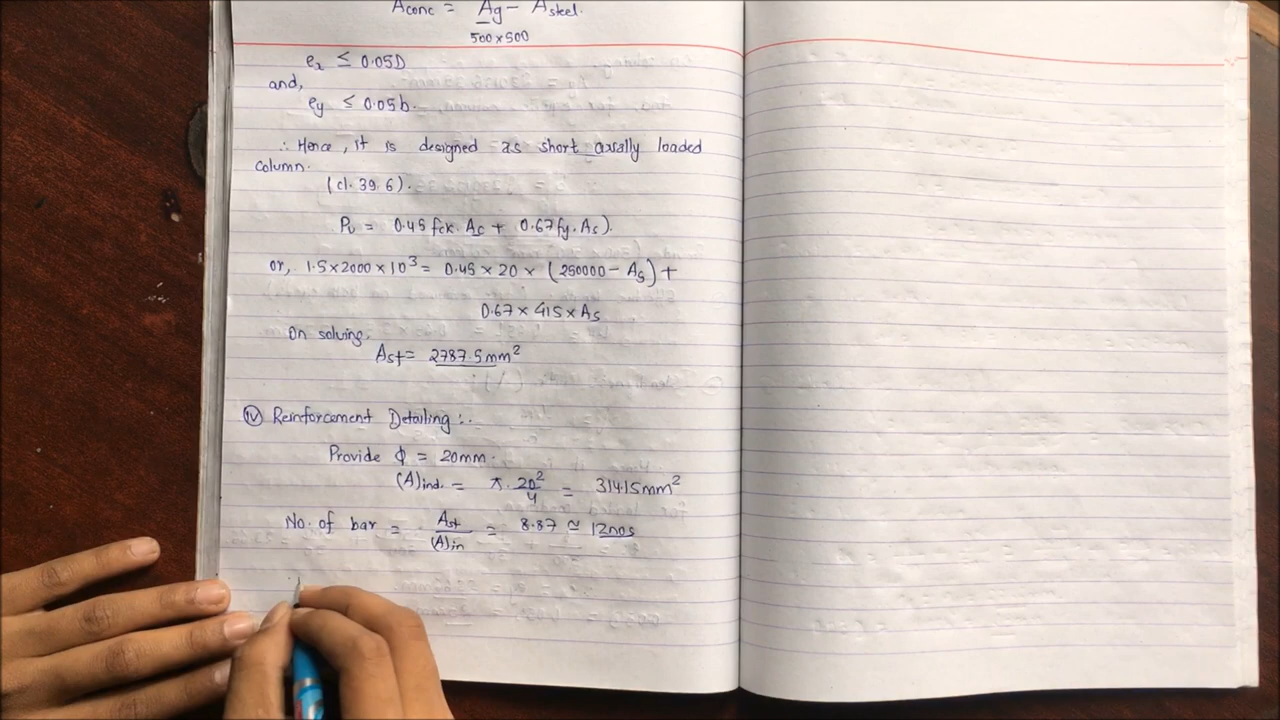 Aconc = Ag - Asteel.
500 x 500
ex ≤ 0.05D
and,
ey ≤ 0.05b.
∴ Hence, it is designed as short axally loaded
column.
(cl. 39.6).
Pu = 0.45 fck. Ac + 0.67 fy. As).
or, 1.5 x 2000 x 10³ = 0.45 x 20 x (250000 - As) +
0.67 x 415 x As
On solving,
Ast = 2787.5 mm²
(iv) Reinforcement Detailing :-
Provide ϕ = 20mm.
(A)ind. = π. 20²/4 = 314.15 mm²
No. of bar = Ast/(A)in = 8.87 ≃ 12nos